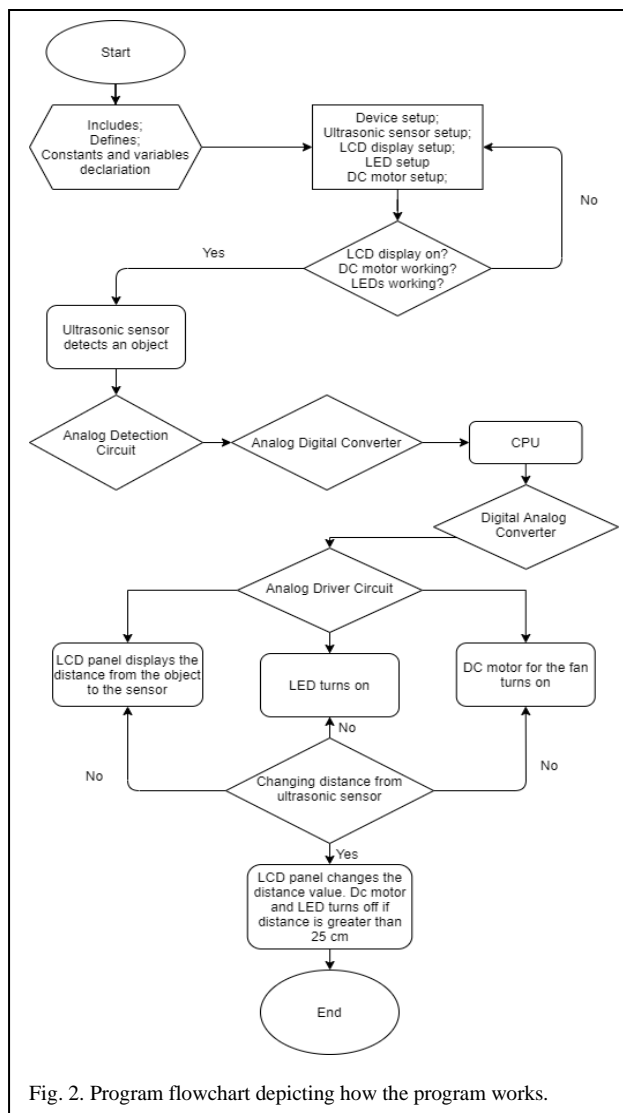 Start
Includes;
Defines;
Constants and variables
declariation
Device setup;
Ultrasonic sensor setup;
LCD display setup;
LED setup
DC motor setup;
No
LCD display on?
DC motor working?
LEDs working?
Yes
Ultrasonic sensor
detects an object
Analog Detection
Circuit
Analog Digital Converter
CPU
Digital Analog
Converter
Analog Driver Circuit
LCD panel displays the
distance from the object
to the sensor
LED turns on
DC motor for the fan
turns on
No
No
No
Changing distance from
ultrasonic sensor
Yes
LCD panel changes the
distance value. Dc motor
and LED turns off if
distance is greater than
25 cm
End
Fig. 2. Program flowchart depicting how the program works.